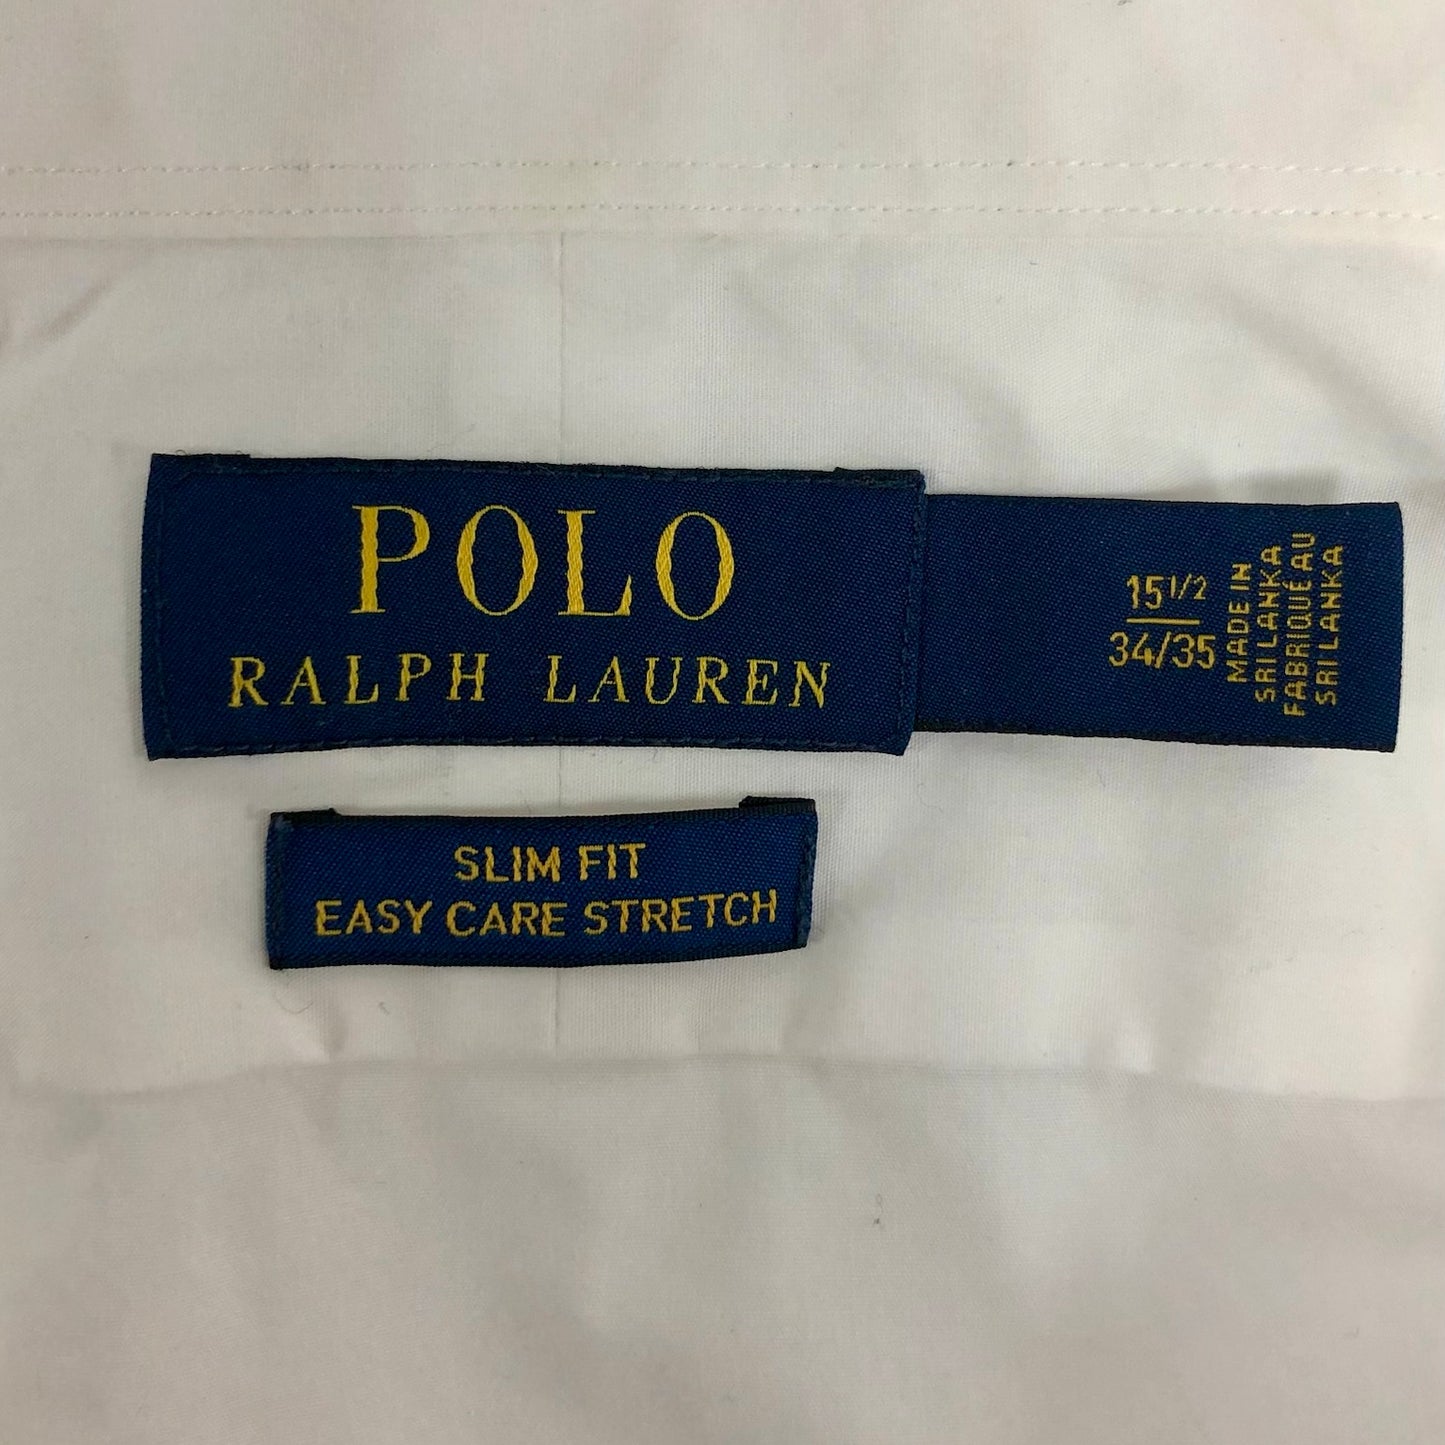 POLO
RALPH LAUREN
15 1/2
34/35
MADE IN
SRI LANKA
FABRIQUÉ AU
SRI LANKA
SLIM FIT
EASY CARE STRETCH